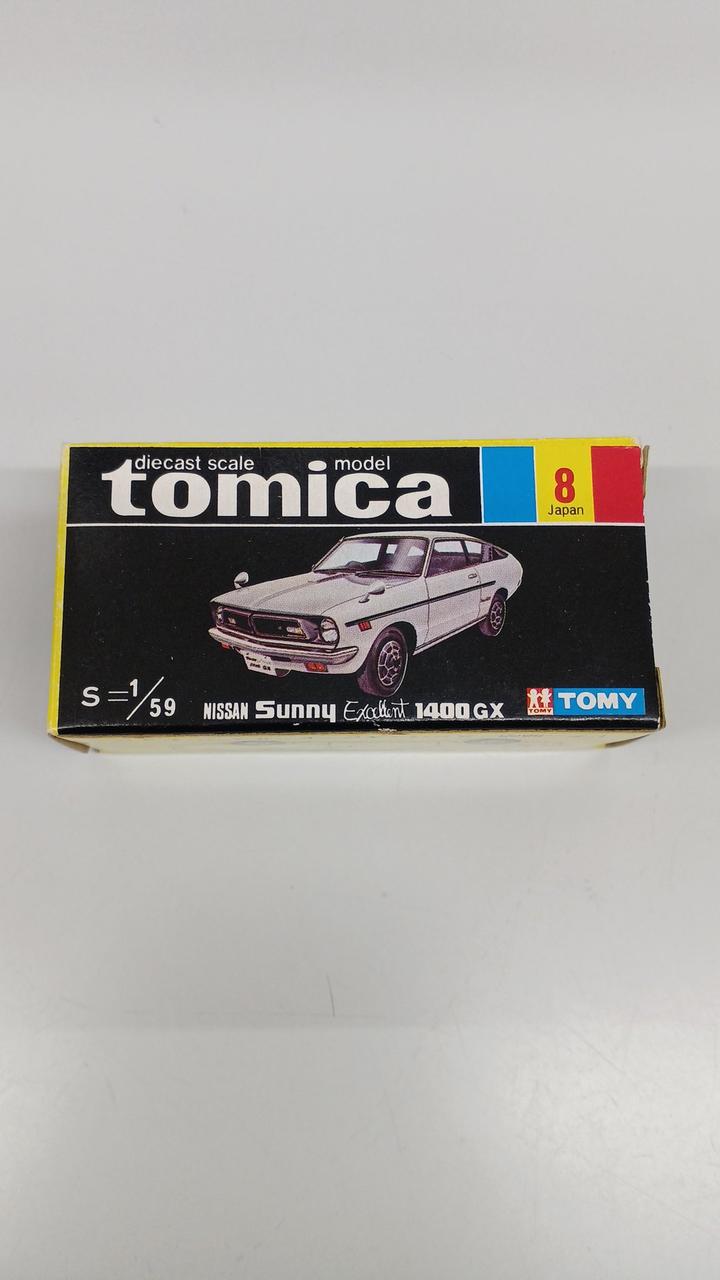 diecast scale model
tomica
8
Japan
S=1/59
NISSAN Sunny Excellent 1400GX
TOMY
TOMY